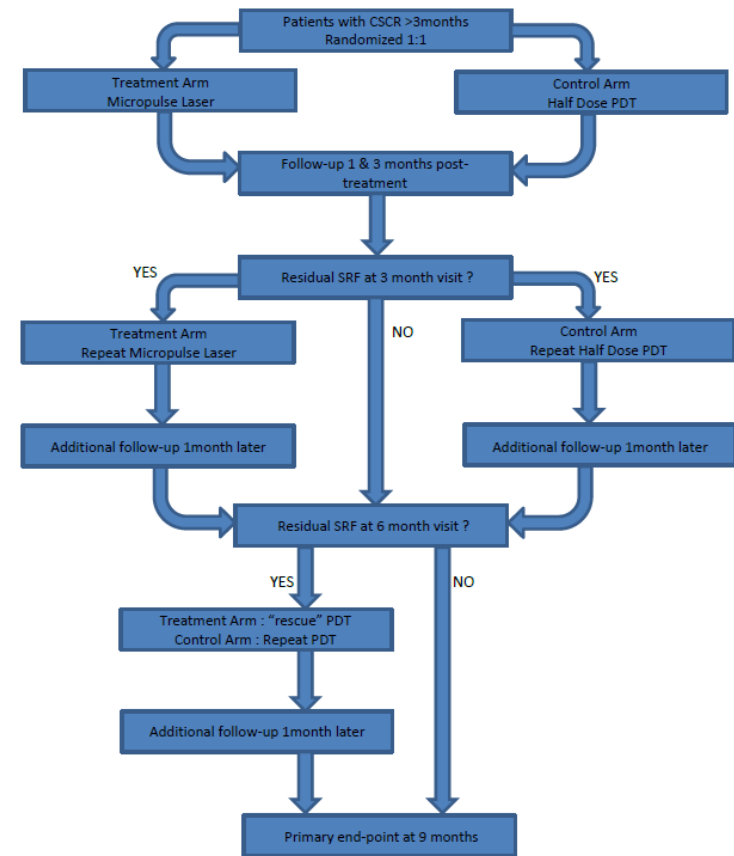 Patients with CSCR >3months
Randomized 1:1
Treatment Arm
Micropulse Laser
Control Arm
Half Dose PDT
Follow-up 1 & 3 months post-
treatment
YES
Residual SRF at 3 month visit ?
YES
Treatment Arm
Repeat Micropulse Laser
NO
Control Arm
Repeat Half Dose PDT
Additional follow-up 1month later
Additional follow-up 1month later
Residual SRF at 6 month visit ?
YES
NO
Treatment Arm : “rescue” PDT
Control Arm : Repeat PDT
Additional follow-up 1month later
Primary end-point at 9 months